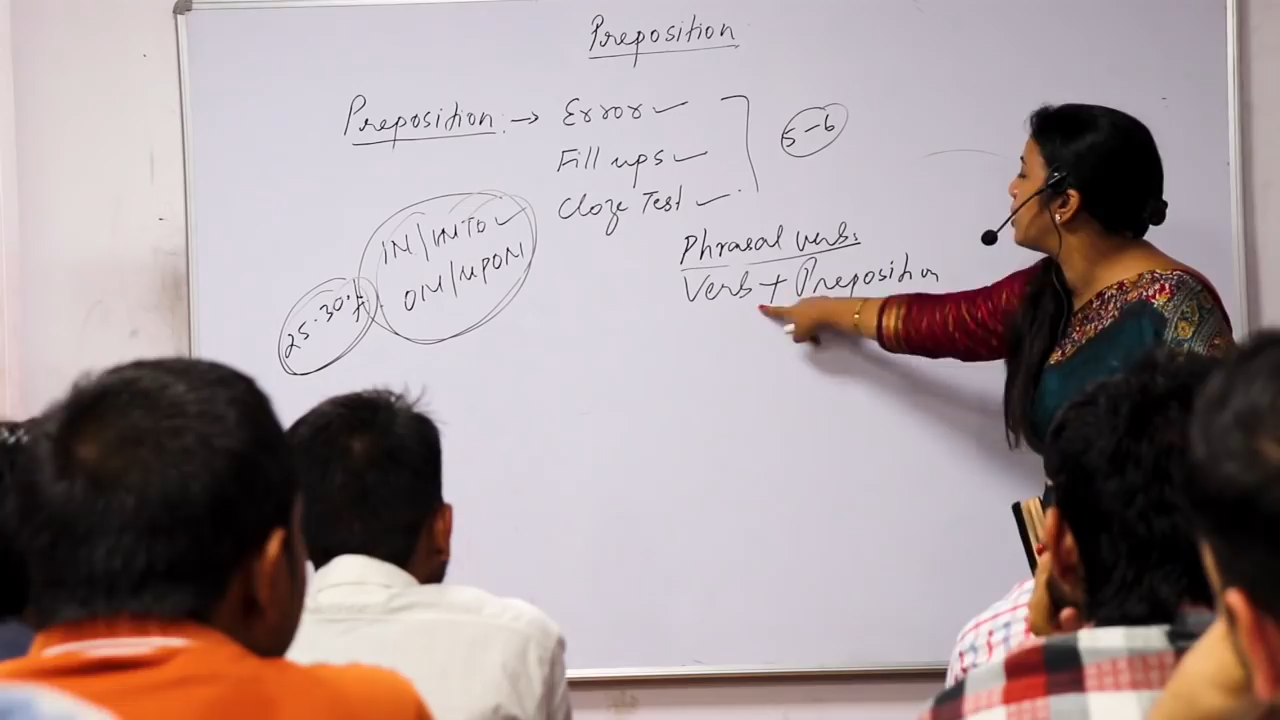 Preposition
Preposition :→ Error ✓
Fill ups ✓
Cloze Test ✓
5-6
IN/INTO ✓
ON/UPON
25-30%
Phrasal verbs
Verb + Preposition